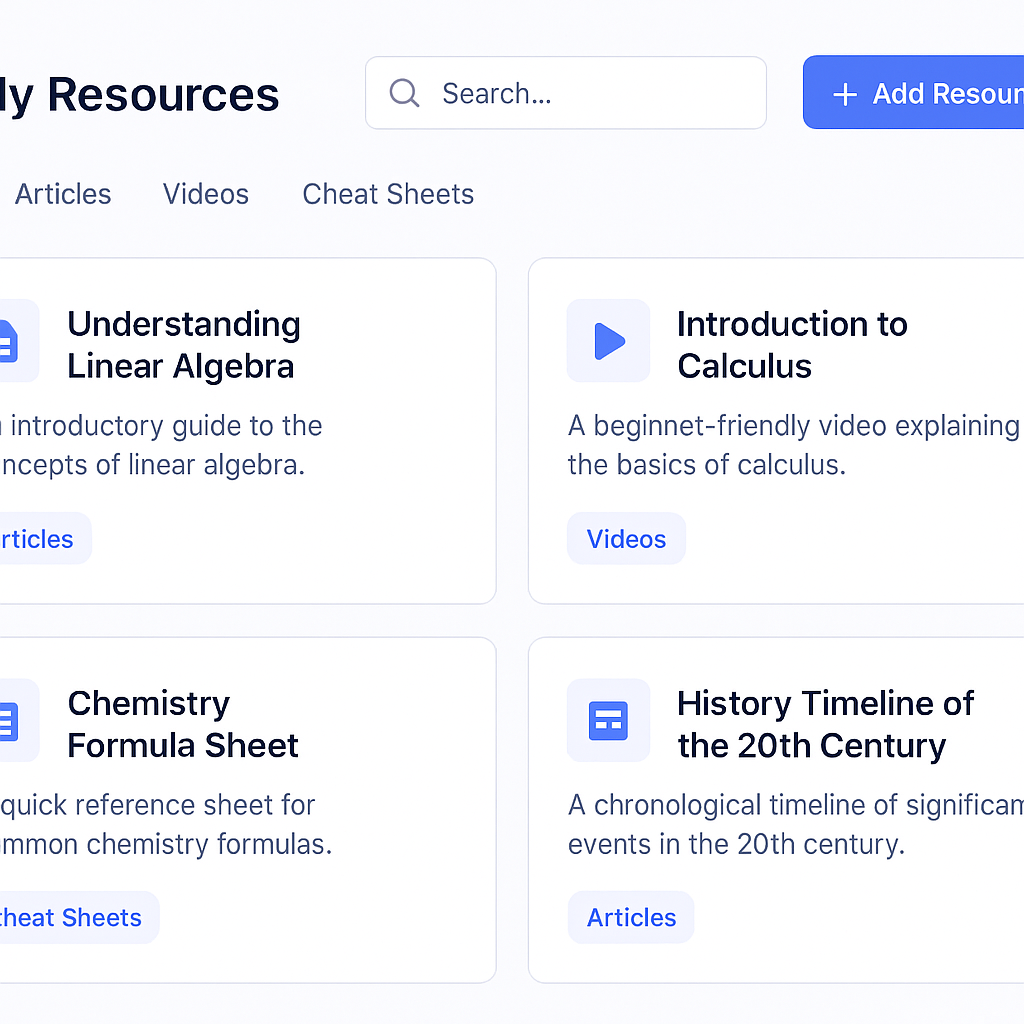 ly Resources
Search...
+ Add Resour
Articles Videos Cheat Sheets
Understanding
Linear Algebra
introductory guide to the
ncepts of linear algebra.
rticles
Introduction to
Calculus
A beginnet-friendly video explaining
the basics of calculus.
Videos
Chemistry
Formula Sheet
quick reference sheet for
mmon chemistry formulas.
heat Sheets
History Timeline of
the 20th Century
A chronological timeline of significam
events in the 20th century.
Articles